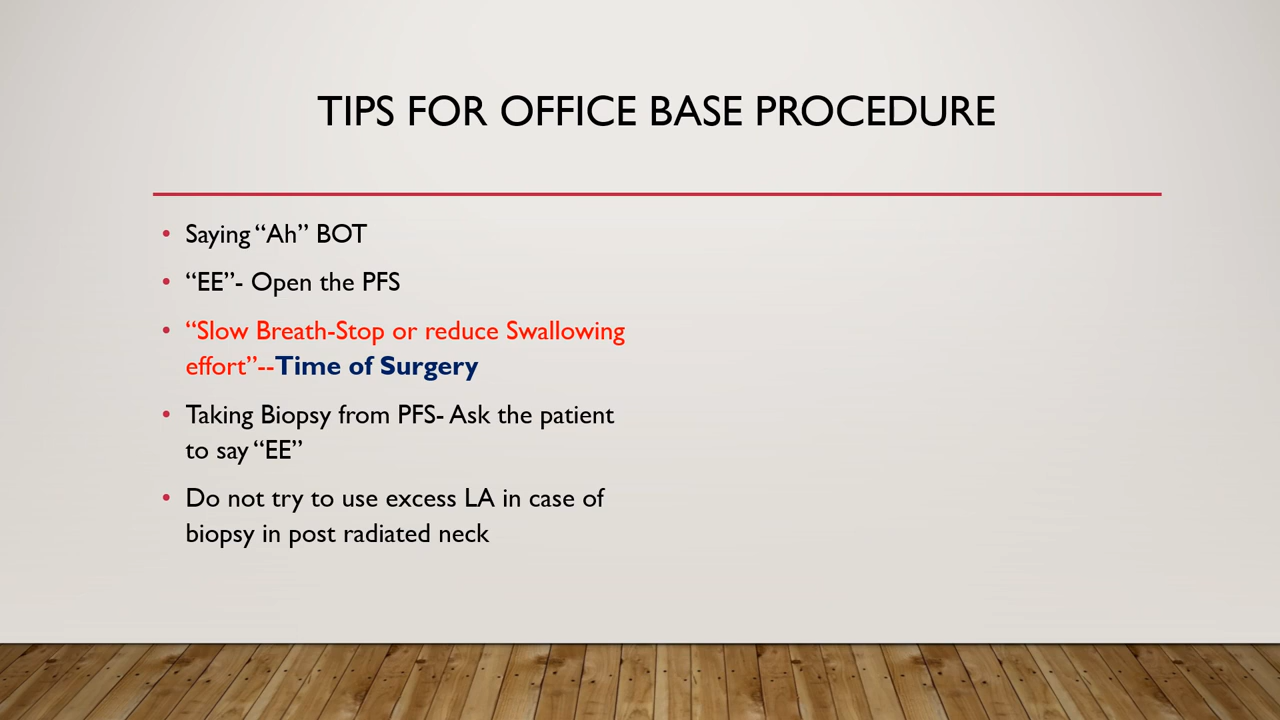 TIPS FOR OFFICE BASE PROCEDURE
• Saying “Ah” BOT
• “EE”- Open the PFS
• “Slow Breath-Stop or reduce Swallowing
effort”--Time of Surgery
• Taking Biopsy from PFS- Ask the patient
to say “EE”
• Do not try to use excess LA in case of
biopsy in post radiated neck